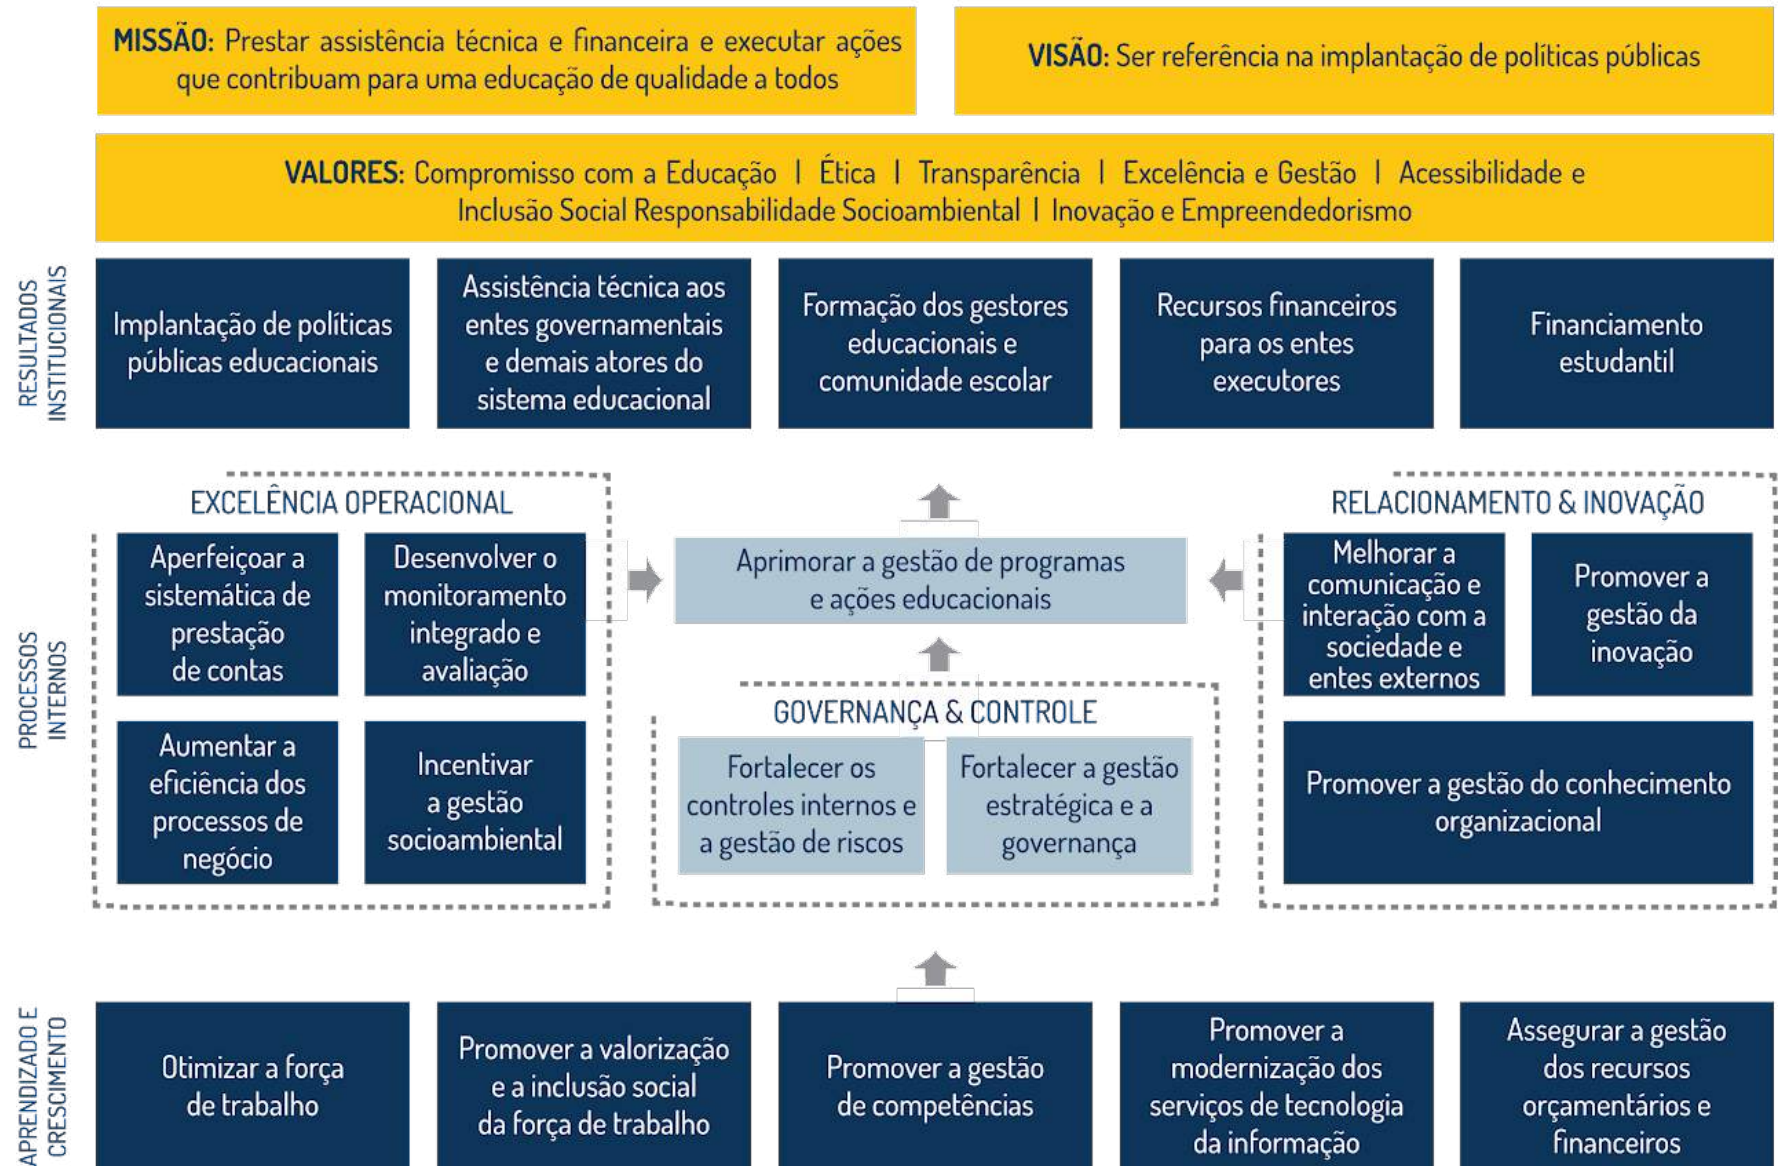 MISSÃO: Prestar assistência técnica e financeira e executar ações
que contribuam para uma educação de qualidade a todos
VISÃO: Ser referência na implantação de políticas públicas
VALORES: Compromisso com a Educação | Ética | Transparência | Excelência e Gestão | Acessibilidade e
Inclusão Social Responsabilidade Socioambiental | Inovação e Empreendedorismo
RESULTADOS
INSTITUCIONAIS
Implantação de políticas
públicas educacionais
Assistência técnica aos
entes governamentais
e demais atores do
sistema educacional
Formação dos gestores
educacionais e
comunidade escolar
Recursos financeiros
para os entes
executores
Financiamento
estudantil
PROCESSOS
INTERNOS
EXCELÊNCIA OPERACIONAL
Aperfeiçoar a
sistemática de
prestação
de contas
Desenvolver o
monitoramento
integrado e
avaliação
Aumentar a
eficiência dos
processos de
negócio
Incentivar
a gestão
socioambiental
Aprimorar a gestão de programas
e ações educacionais
GOVERNANÇA & CONTROLE
Fortalecer os
controles internos e
a gestão de riscos
Fortalecer a gestão
estratégica e a
governança
RELACIONAMENTO & INOVAÇÃO
Melhorar a
comunicação e
interação com a
sociedade e
entes externos
Promover a
gestão da
inovação
Promover a gestão do conhecimento
organizacional
APRENDIZADO E
CRESCIMENTO
Otimizar a força
de trabalho
Promover a valorização
e a inclusão social
da força de trabalho
Promover a gestão
de competências
Promover a
modernização dos
serviços de tecnologia
da informação
Assegurar a gestão
dos recursos
orçamentários e
financeiros